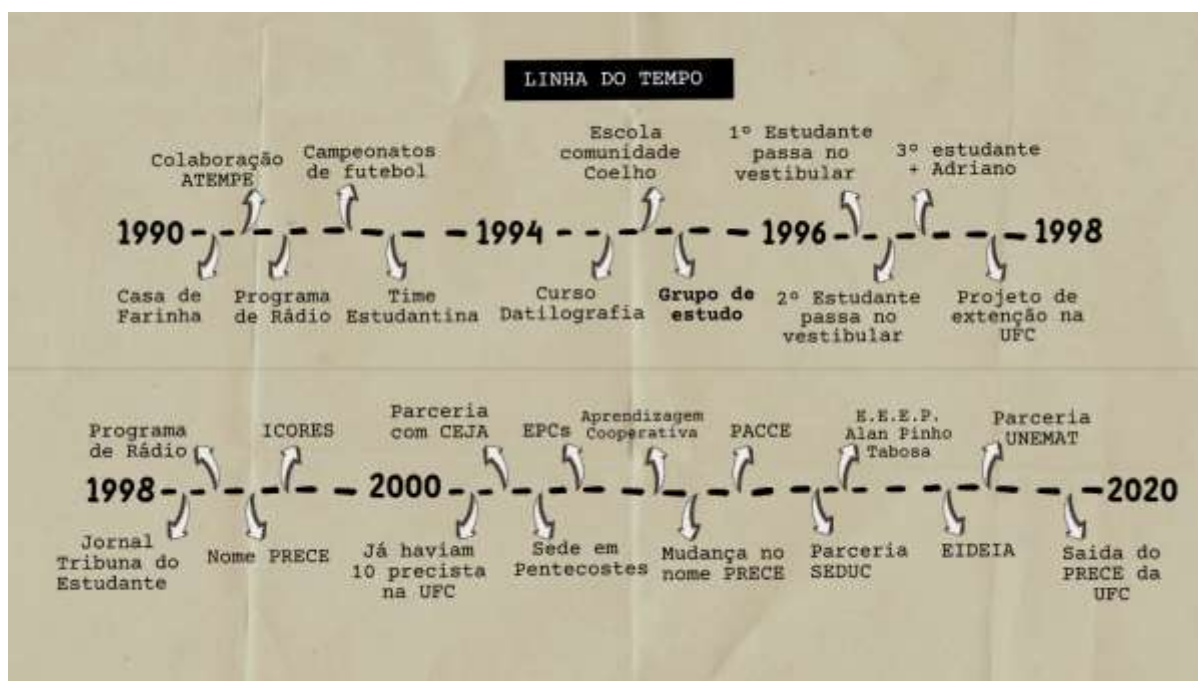 LINHA DO TEMPO
Colaboração
ATEMPE
Campeonatos
de futebol
Escola
comunidade
Coelho
1º Estudante
passa no
vestibular
3º estudante
+ Adriano
1990
1994
1996
1998
Casa de
Farinha
Programa
de Rádio
Time
Estudantina
Curso
Datilografia
Grupo de
estudo
2º Estudante
passa no
vestibular
Projeto de
extenção na
UFC
Programa
de Rádio
ICORES
Parceria
com CEJA
EPCs
Aprendizagem
Cooperativa
PACCE
E.E.E.P.
Alan Pinho
Tabosa
Parceria
UNEMAT
1998
2000
2020
Jornal
Tribuna do
Estudante
Nome PRECE
Já haviam
10 precista
na UFC
Sede em
Pentecostes
Mudança no
nome PRECE
Parceria
SEDUC
EIDEIA
Saida do
PRECE da
UFC